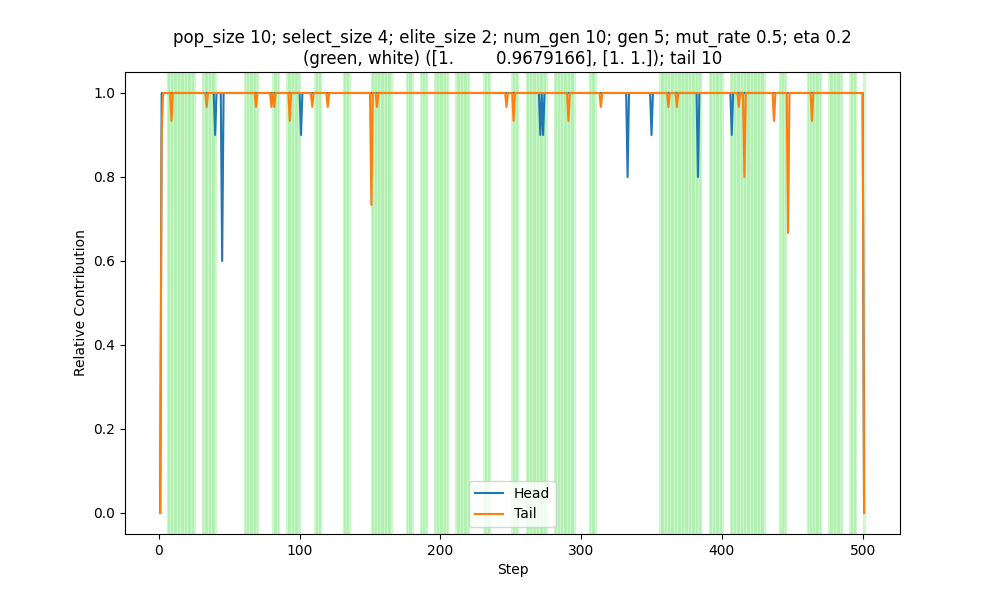 pop_size 10; select_size 4; elite_size 2; num_gen 10; gen 5; mut_rate 0.5; eta 0.2
(green, white) ([1. 0.9679166], [1. 1.]); tail 10
1.0
0.8
0.6
0.4
0.2
0.0
Relative Contribution
Head
Tail
0
100
200
300
400
500
Step